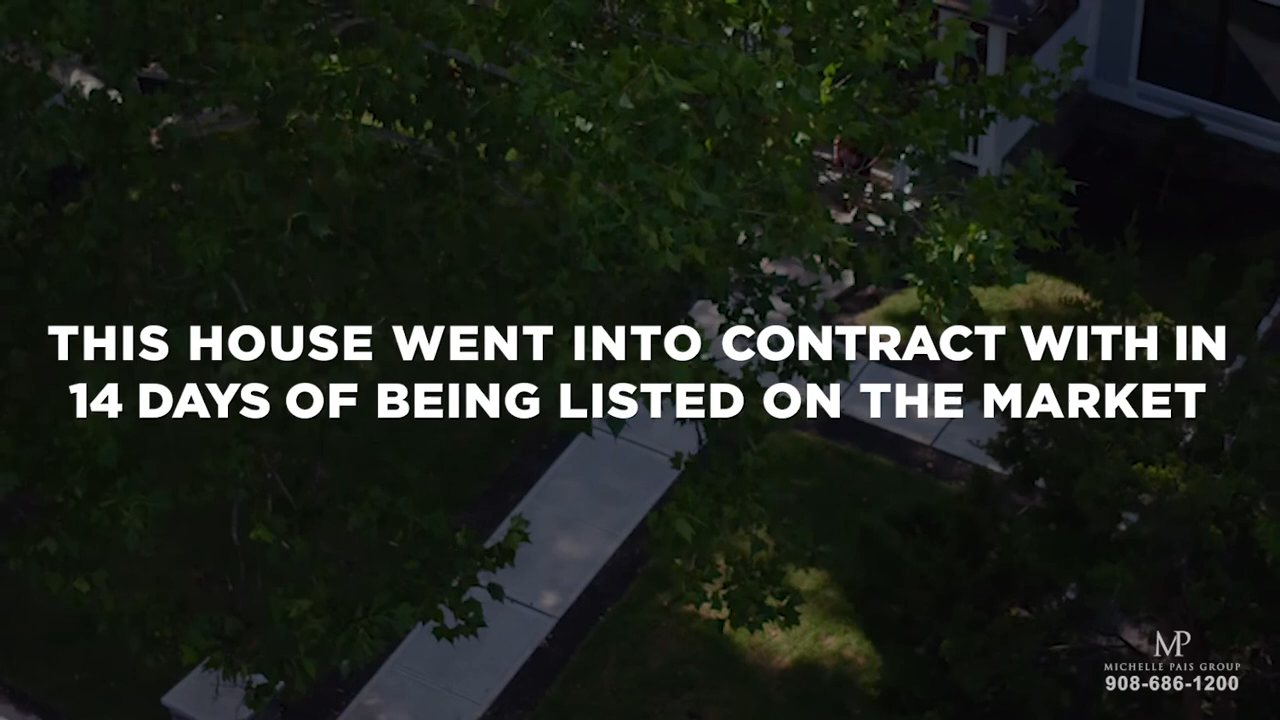 THIS HOUSE WENT INTO CONTRACT WITH IN
14 DAYS OF BEING LISTED ON THE MARKET
MP
MICHELLE PAIS GROUP
908-686-1200